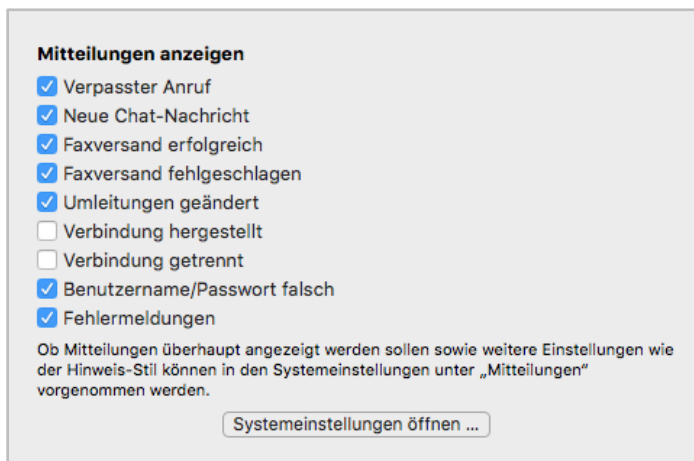 Mitteilungen anzeigen
Verpasster Anruf
Neue Chat-Nachricht
Faxversand erfolgreich
Faxversand fehlgeschlagen
Umleitungen geändert
Verbindung hergestellt
Verbindung getrennt
Benutzername/Passwort falsch
Fehlermeldungen
Ob Mitteilungen überhaupt angezeigt werden sollen sowie weitere Einstellungen wie
der Hinweis-Stil können in den Systemeinstellungen unter „Mitteilungen“
vorgenommen werden.
Systemeinstellungen öffnen ...